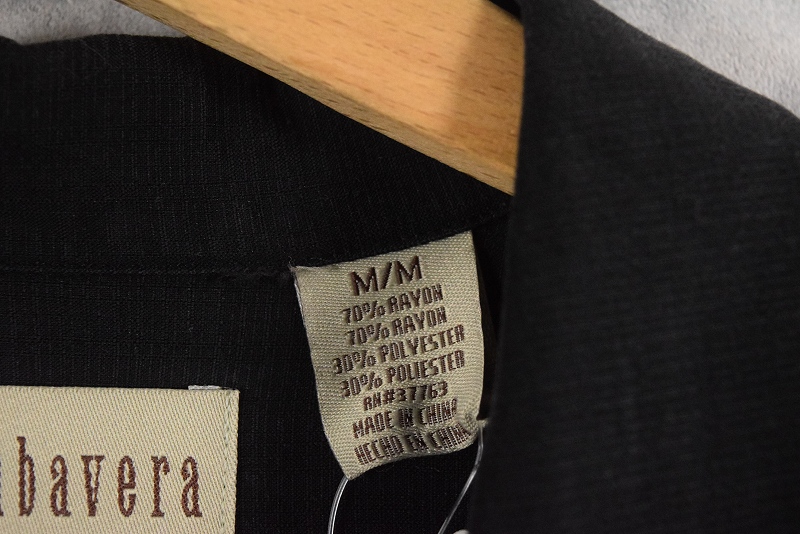 M/M
70% RAYON
70% RAYON
30% POLYESTER
30% POLIESTER
RN#37763
MADE IN CHINA
HECHO EN CHINA
bavera